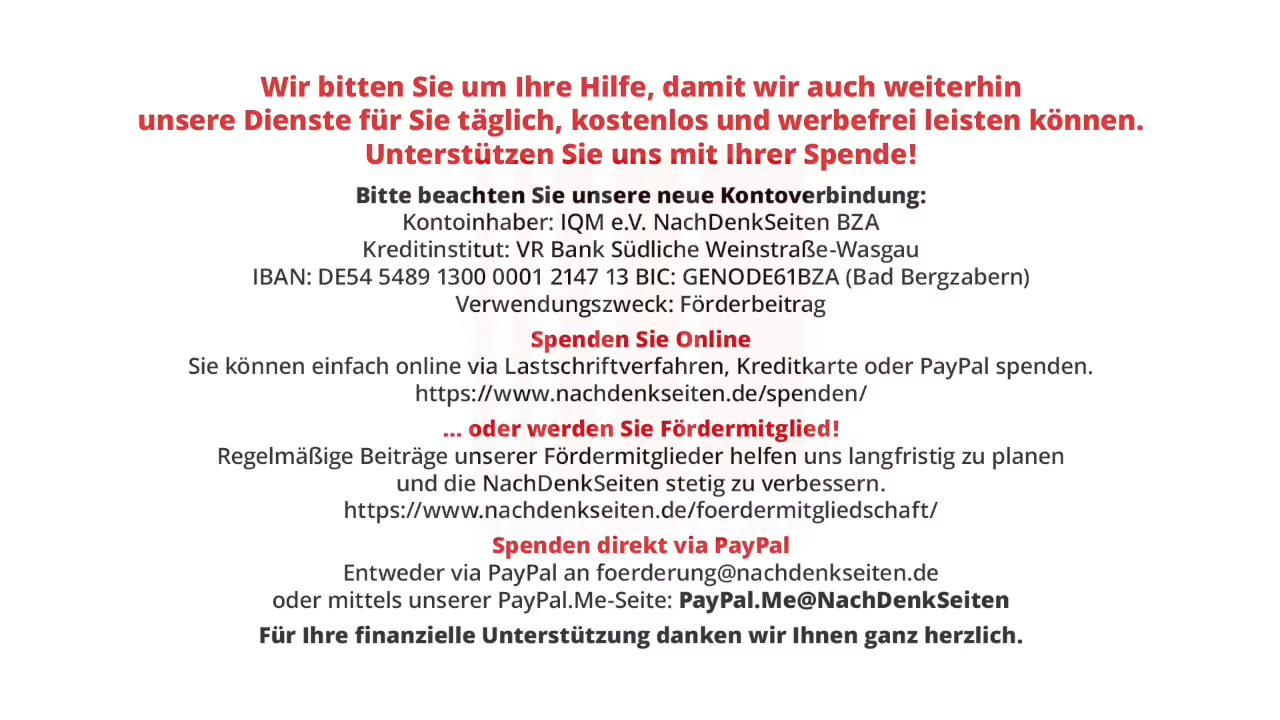 Wir bitten Sie um Ihre Hilfe, damit wir auch weiterhin
unsere Dienste für Sie täglich, kostenlos und werbefrei leisten können.
Unterstützen Sie uns mit Ihrer Spende!
Bitte beachten Sie unsere neue Kontoverbindung:
Kontoinhaber: IQM e.V. NachDenkSeiten BZA
Kreditinstitut: VR Bank Südliche Weinstraße-Wasgau
IBAN: DE54 5489 1300 0001 2147 13 BIC: GENODE61BZA (Bad Bergzabern)
Verwendungszweck: Förderbeitrag
Spenden Sie Online
Sie können einfach online via Lastschriftverfahren, Kreditkarte oder PayPal spenden.
https://www.nachdenkseiten.de/spenden/
... oder werden Sie Fördermitglied!
Regelmäßige Beiträge unserer Fördermitglieder helfen uns langfristig zu planen
und die NachDenkSeiten stetig zu verbessern.
https://www.nachdenkseiten.de/foerdermitgliedschaft/
Spenden direkt via PayPal
Entweder via PayPal an foerderung@nachdenkseiten.de
oder mittels unserer PayPal.Me-Seite: PayPal.Me@NachDenkSeiten
Für Ihre finanzielle Unterstützung danken wir Ihnen ganz herzlich.